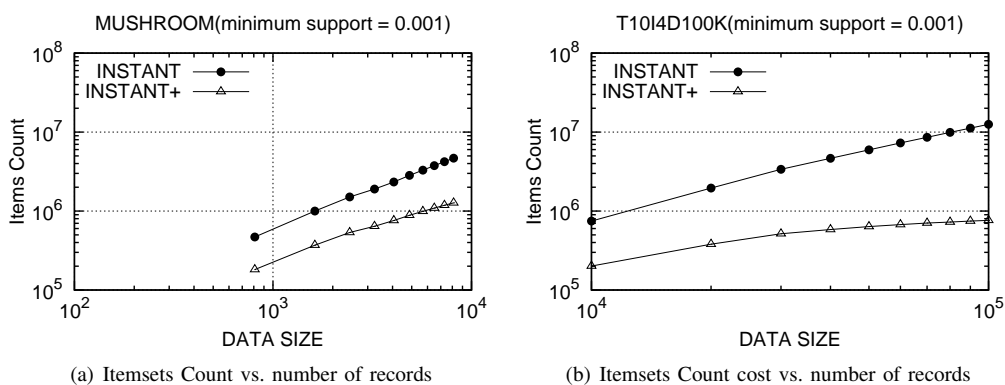 MUSHROOM(minimum support = 0.001)
10^8
10^7
10^6
10^5
Items Count
INSTANT
INSTANT+
10^2
10^3
10^4
DATA SIZE
(a) Itemsets Count vs. number of records
T10I4D100K(minimum support = 0.001)
10^8
10^7
10^6
10^5
Items Count
INSTANT
INSTANT+
10^4
10^5
DATA SIZE
(b) Itemsets Count cost vs. number of records